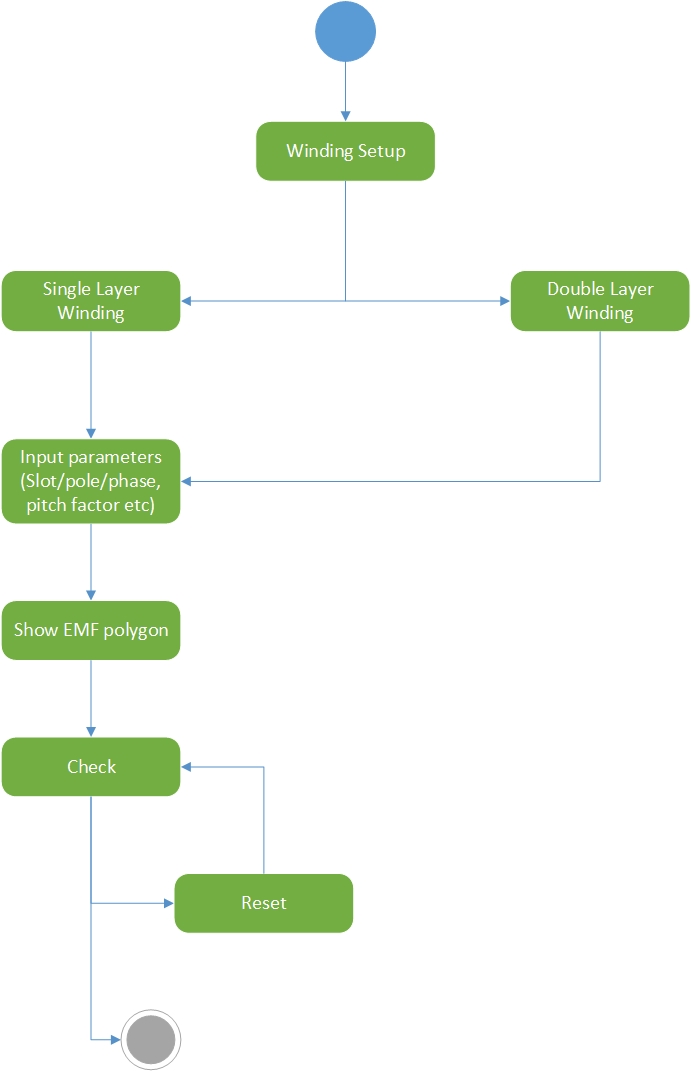 Winding Setup
Single Layer
Winding
Double Layer
Winding
Input parameters
(Slot/pole/phase,
pitch factor etc)
Show EMF polygon
Check
Reset